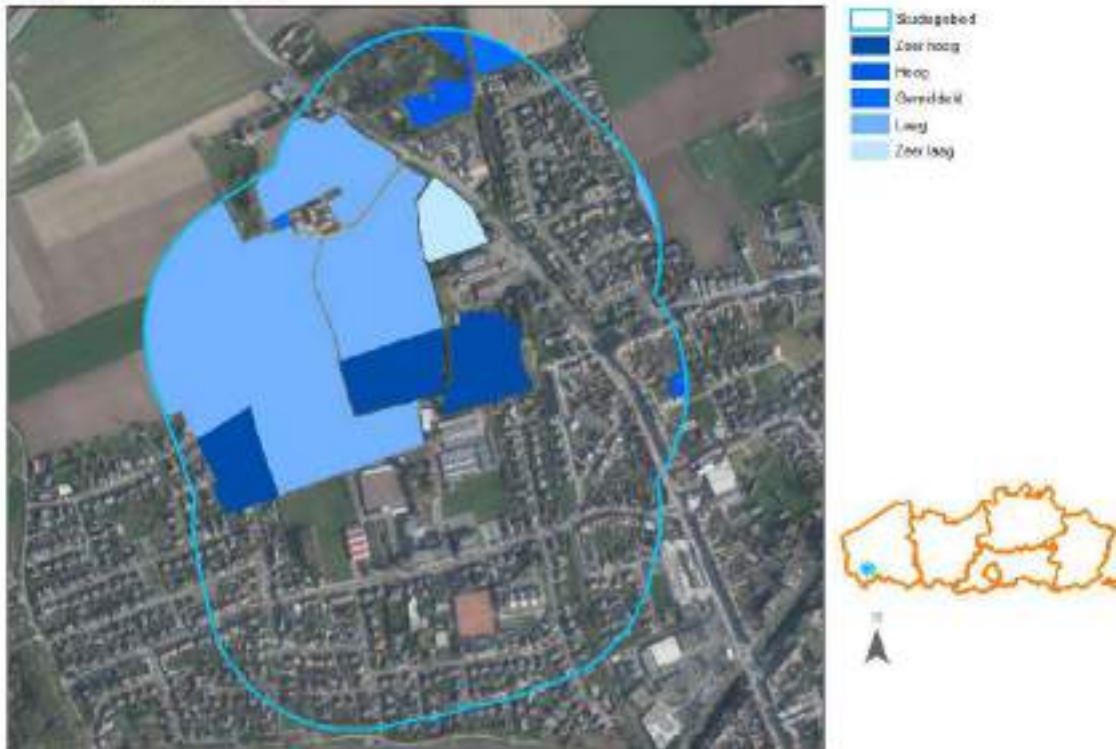 Studiegebied
Zeer hoog
Hoog
Gemiddeld
Laag
Zeer laag